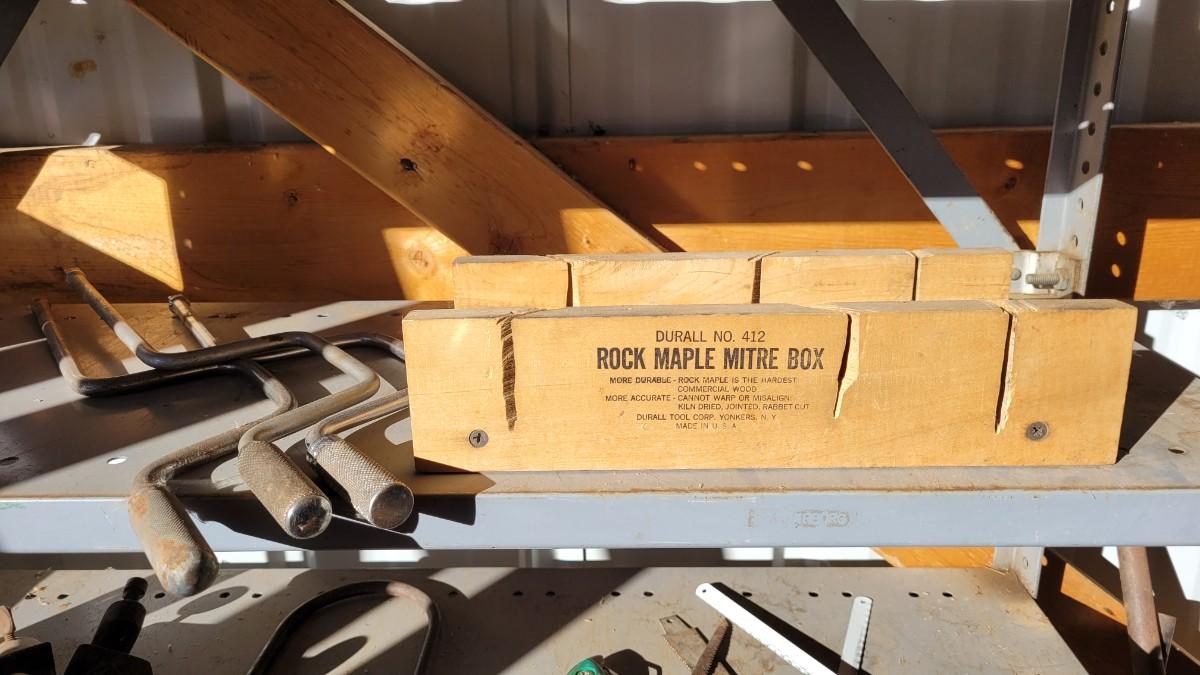 DURALL NO. 412
ROCK MAPLE MITRE BOX
MORE DURABLE - ROCK MAPLE IS THE HARDEST
COMMERCIAL WOOD
MORE ACCURATE - CANNOT WARP OR MISALIGN:
KILN DRIED, JOINTED, RABBET CUT
DURALL TOOL CORP. YONKERS, N.Y
MADE IN U.S.A